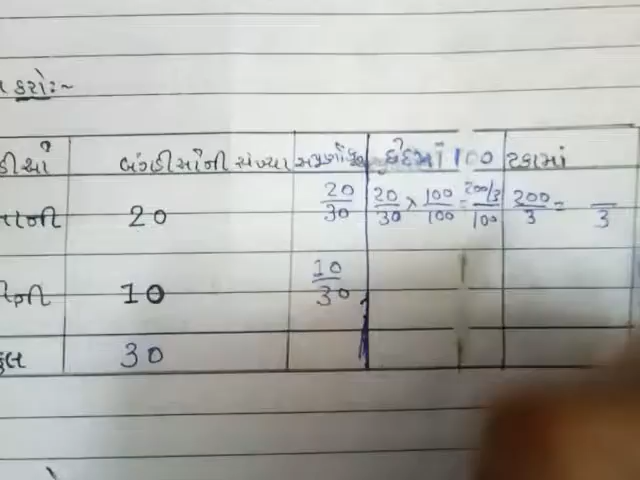 કરોઃ~
બંગડીઓની સંખ્યા છેદમાં 100 ટકામાં
20 20/30 20/30 × 100/100 = 200/3/100 200/3 = _/3
10 10/30
કુલ 30